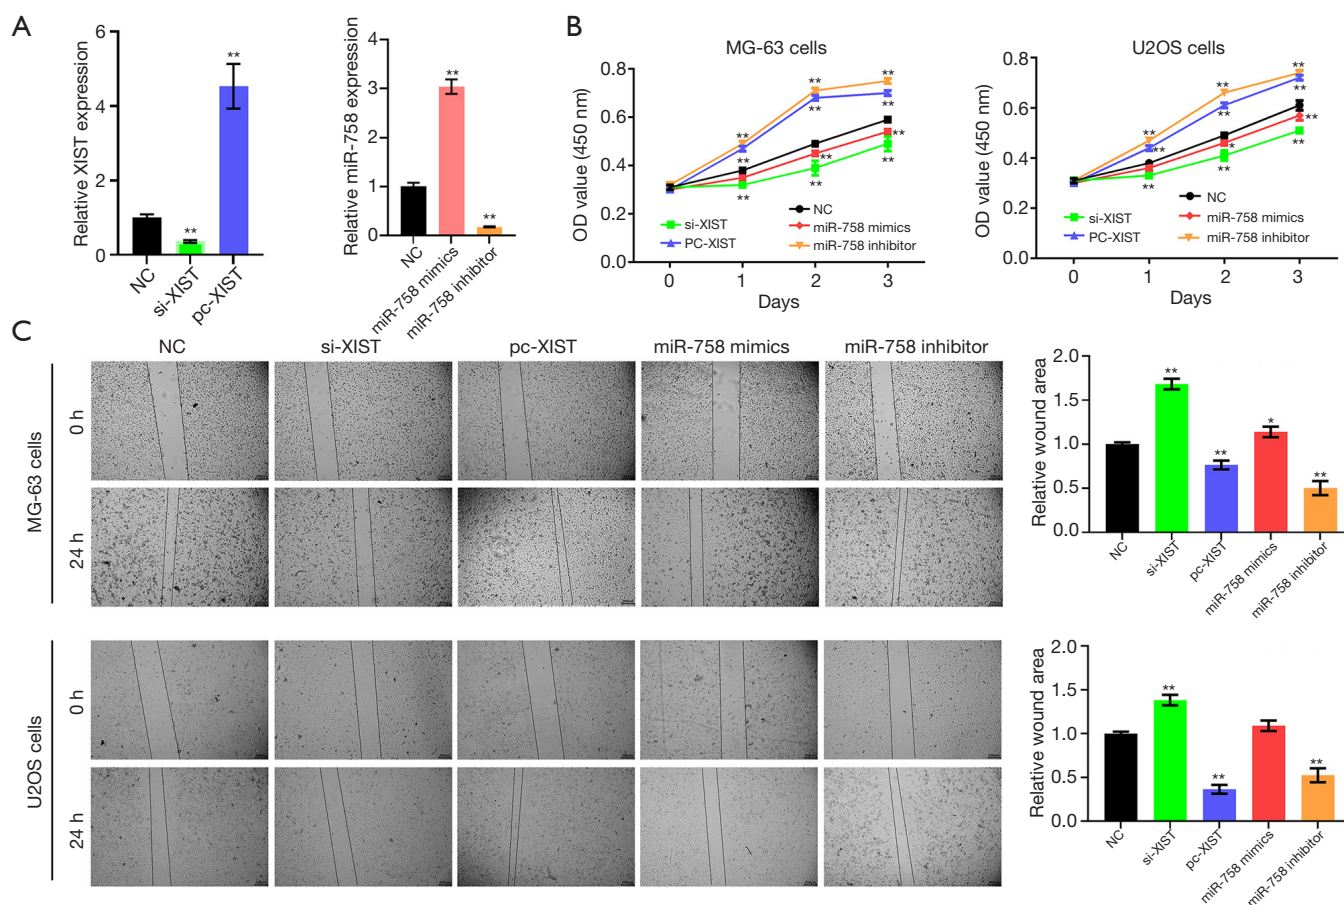 A
Relative XIST expression
6
4
2
0
**
**
NC
si-XIST
pc-XIST
Relative miR-758 expression
4
3
2
1
0
**
**
NC
miR-758 mimics
miR-758 inhibitor
B
MG-63 cells
OD value (450 nm)
0.8
0.6
0.4
0.2
0.0
**
**
**
**
**
**
**
**
**
**
**
**
NC
si-XIST
miR-758 mimics
PC-XIST
miR-758 inhibitor
0 1 2 3
Days
U2OS cells
OD value (450 nm)
0.8
0.6
0.4
0.2
0.0
**
**
**
**
**
**
*
**
**
**
**
NC
si-XIST
miR-758 mimics
PC-XIST
miR-758 inhibitor
0 1 2 3
Days
C
NC si-XIST pc-XIST miR-758 mimics miR-758 inhibitor
MG-63 cells
0 h
24 h
U2OS cells
0 h
24 h
Relative wound area
2.0
1.5
1.0
0.5
0.0
**
**
*
**
NC
si-XIST
pc-XIST
miR-758 mimics
miR-758 inhibitor
Relative wound area
2.0
1.5
1.0
0.5
0.0
**
**
**
NC
si-XIST
pc-XIST
miR-758 mimics
miR-758 inhibitor